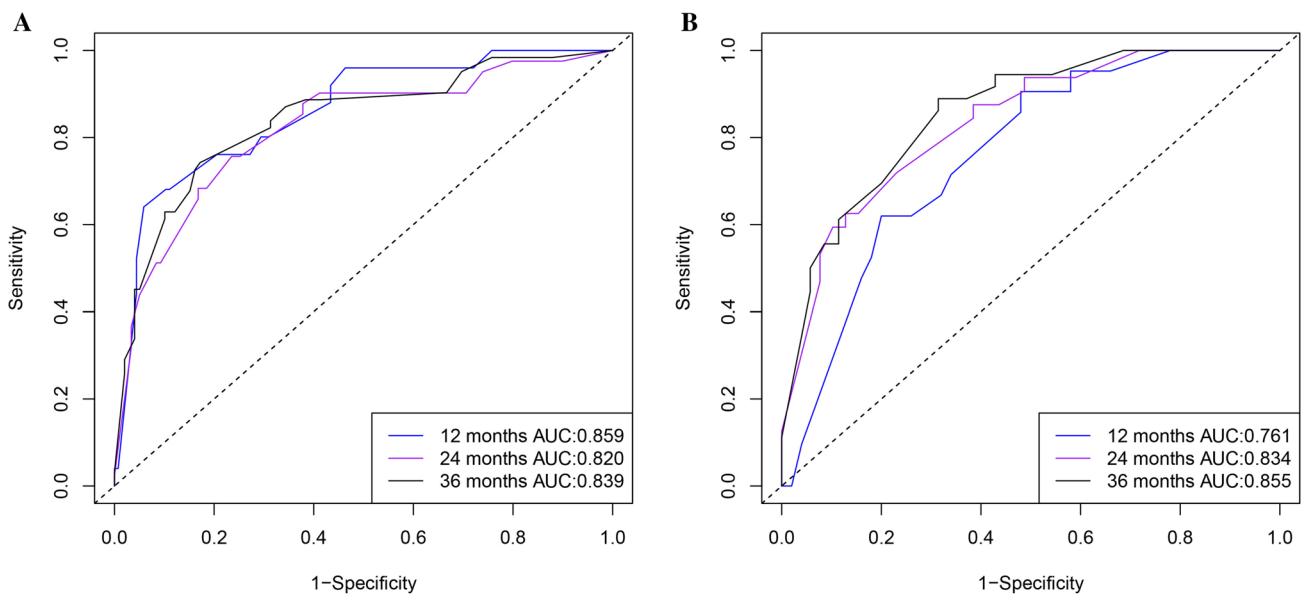 A
Sensitivity
1.0
0.8
0.6
0.4
0.2
0.0
12 months AUC:0.859
24 months AUC:0.820
36 months AUC:0.839
0.0 0.2 0.4 0.6 0.8 1.0
1−Specificity
B
Sensitivity
1.0
0.8
0.6
0.4
0.2
0.0
12 months AUC:0.761
24 months AUC:0.834
36 months AUC:0.855
0.0 0.2 0.4 0.6 0.8 1.0
1−Specificity